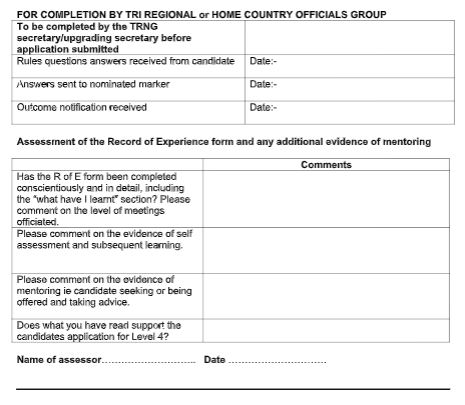 FOR COMPLETION BY TRI REGIONAL or HOME COUNTRY OFFICIALS GROUP
To be completed by the TRNG
secretary/upgrading secretary before
application submitted
Rules questions answers received from candidate Date:-
Answers sent to nominated marker Date:-
Outcome notification received Date:-
Assessment of the Record of Experience form and any additional evidence of mentoring
Comments
Has the R of E form been completed
conscientiously and in detail, including
the "what have I learnt" section? Please
comment on the level of meetings
officiated.
Please comment on the evidence of self
assessment and subsequent learning.
Please comment on the evidence of
mentoring ie candidate seeking or being
offered and taking advice.
Does what you have read support the
candidates application for Level 4?
Name of assessor............................ Date .............................